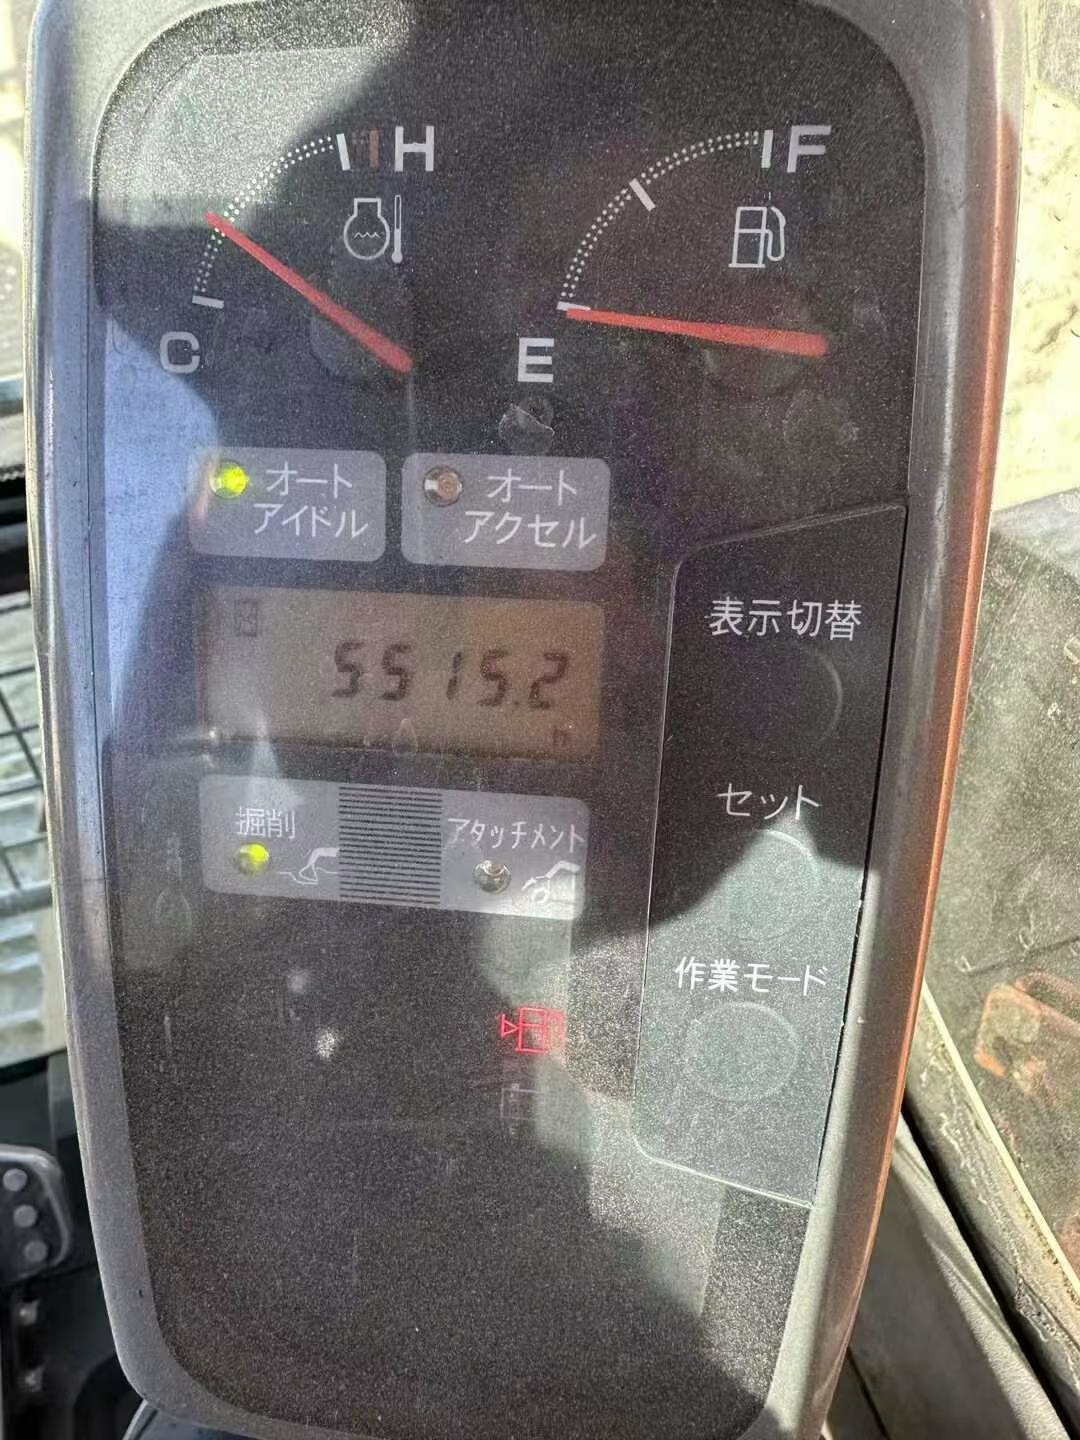 H
F
C
E
オート
アイドル
オート
アクセル
表示切替
5515.2
h
セット
掘削
アタッチメント
作業モード